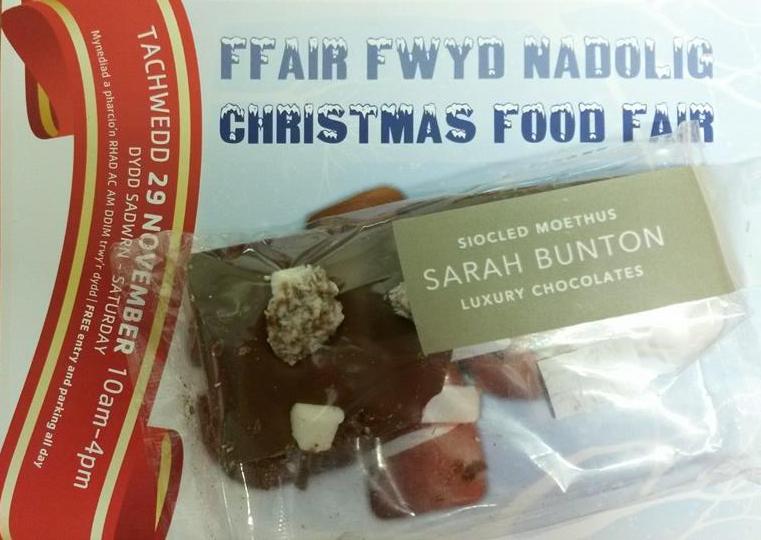 FFAIR FWYD NADOLIG
CHRISTMAS FOOD FAIR
TACHWEDD 29 NOVEMBER
DYDD SADWRN - SATURDAY 10am-4pm
Mynediad a pharcio'n RHAD AC AM DDIM trwy'r dydd | FREE entry and parking all day
SIOCLED MOETHUS
SARAH BUNTON
LUXURY CHOCOLATES